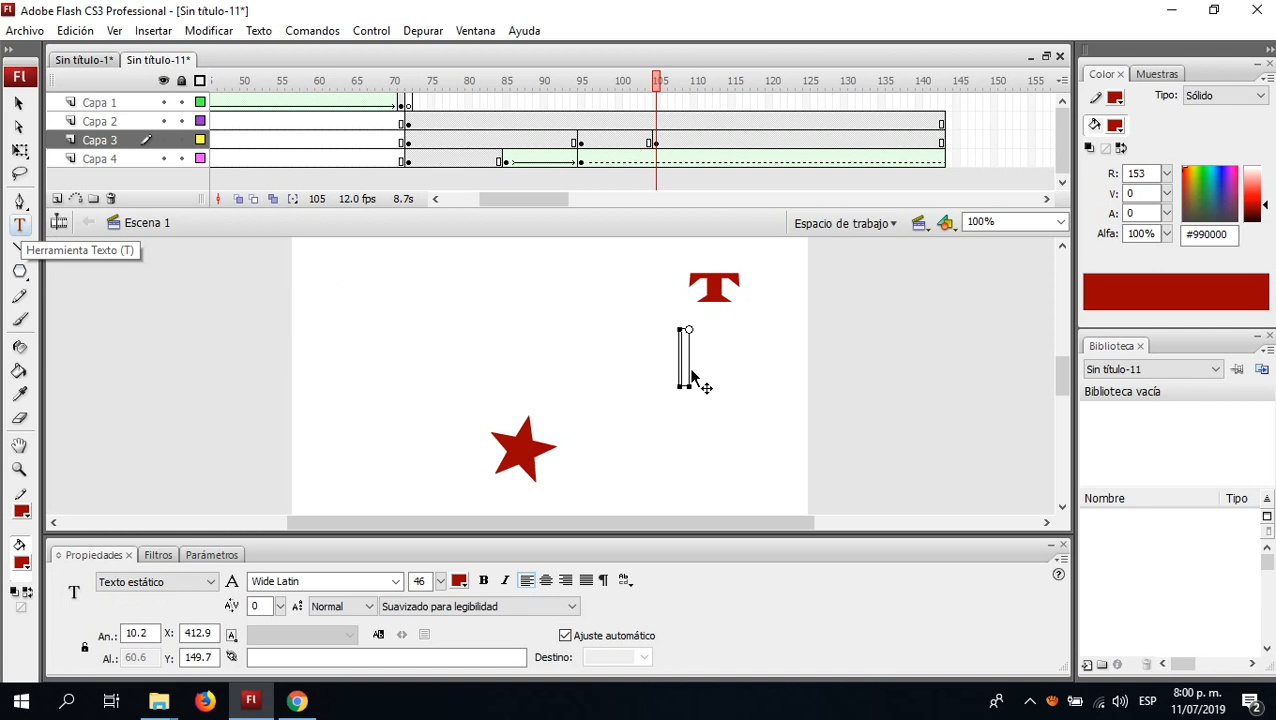 Adobe Flash CS3 Professional - [Sin título-11*]
Archivo Edición Ver Insertar Modificar Texto Comandos Control Depurar Ventana Ayuda
Sin título-1* Sin título-11*
50 55 60 65 70 75 80 85 90 95 100 105 110 115 120 125 130 135 140 145 150 155
Capa 1
Capa 2
Capa 3
Capa 4
105 12.0 fps 8.7s
Escena 1 Espacio de trabajo 100%
Fl
T
Herramienta Texto (T)
T
Color Muestras
Tipo: Sólido
R: 153
V: 0
A: 0
Alfa: 100% #990000
Biblioteca
Sin título-11
Biblioteca vacía
Nombre Tipo
Propiedades Filtros Parámetros
T Texto estático A Wide Latin 46 B I
0 Normal Suavizado para legibilidad
An.: 10.2 X: 412.9 Ajuste automático
Al.: 60.6 Y: 149.7 Destino:
Fl ESP 8:00 p. m.
11/07/2019 2